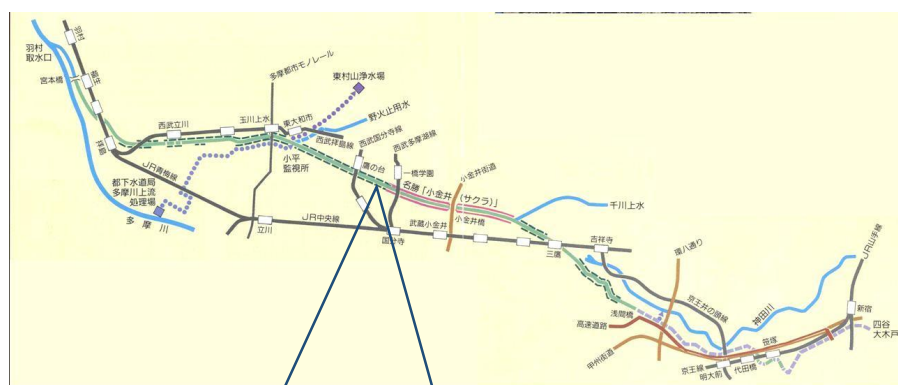 羽村
羽村
取水口
宮本橋
福生
拝島
西武立川
玉川上水
多摩都市モノレール
東大和市
東村山浄水場
野火止用水
西武拝島線
小平
監視所
西武国分寺線
鷹の台
西武多摩湖線
一橋学園
小金井街道
名勝「小金井（サクラ）」
千川上水
JR青梅線
都下水道局
多摩川上流
処理場
多摩川
立川
JR中央線
国分寺
武蔵小金井
小金井橋
三鷹
吉祥寺
環八通り
JR山手線
京王井の頭線
神田川
浅間橋
高速道路
甲州街道
新宿
四谷
大木戸
笹塚
京王線
明大前
代田橋